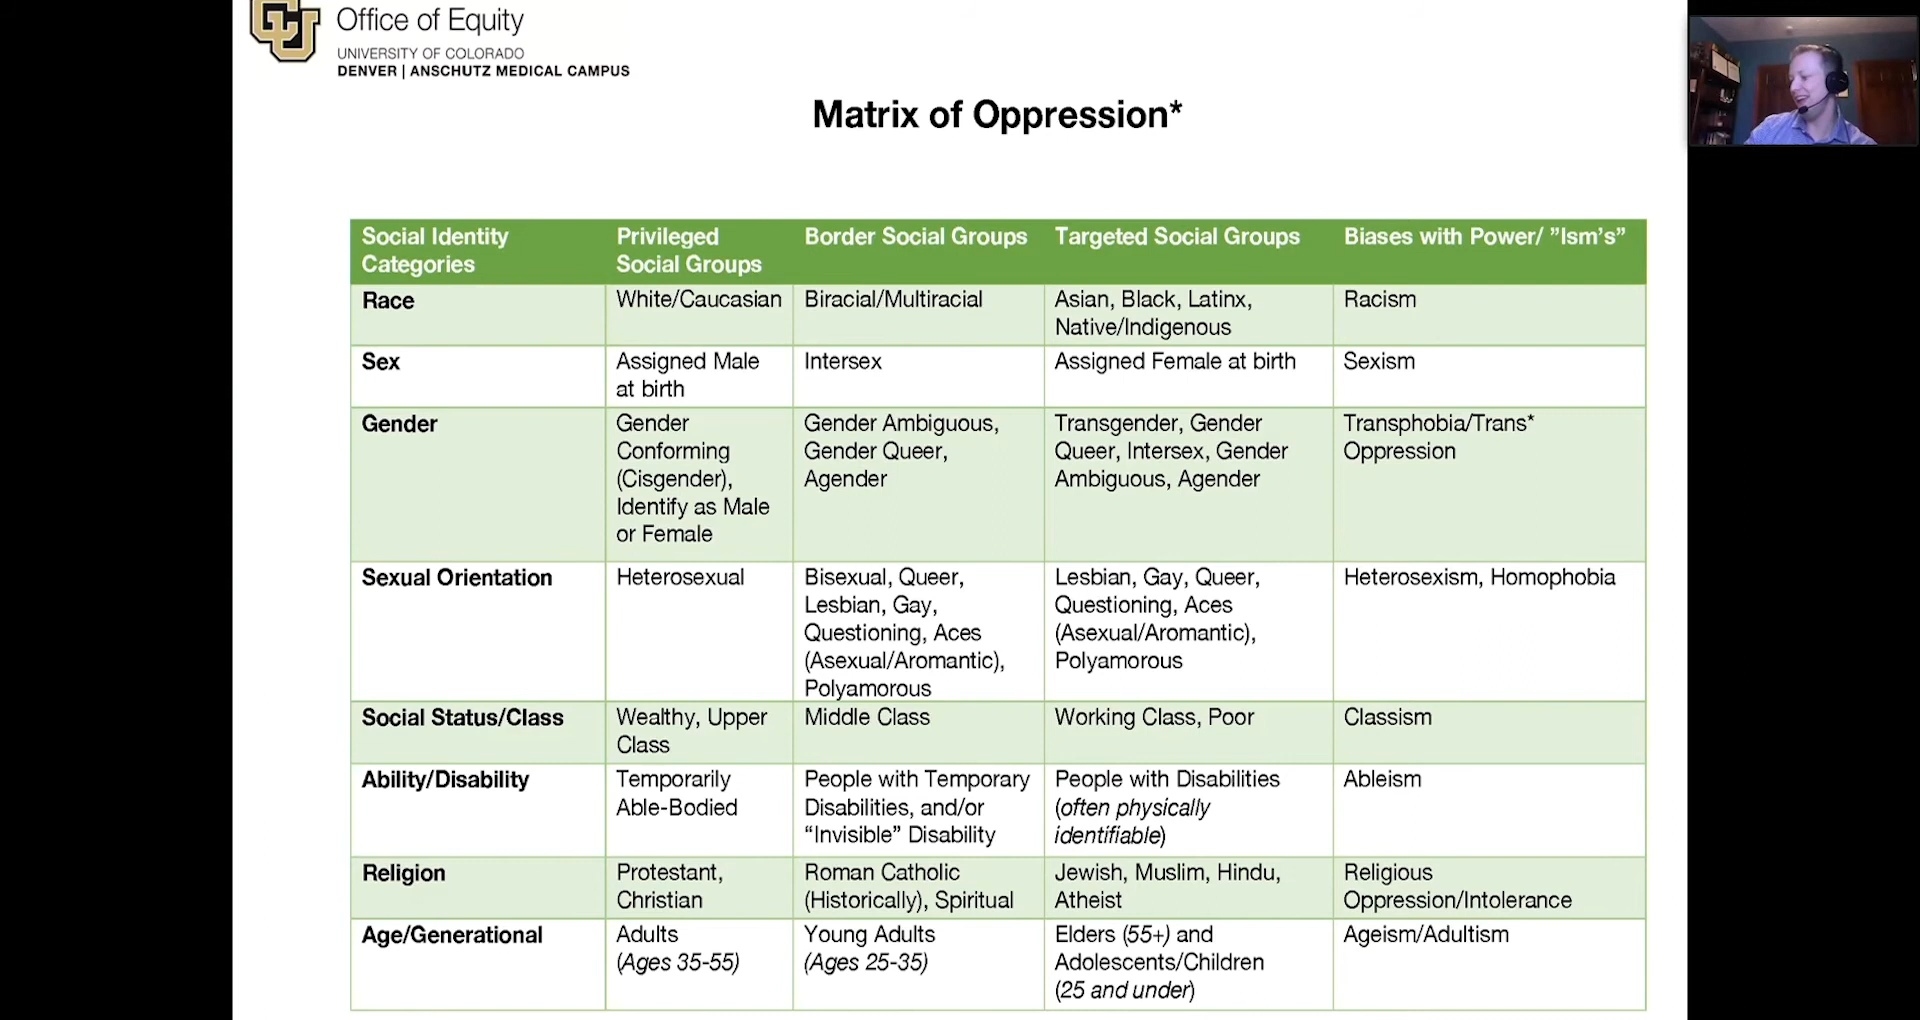 CU
Office of Equity
UNIVERSITY OF COLORADO
DENVER | ANSCHUTZ MEDICAL CAMPUS
Matrix of Oppression*
Social Identity
Categories
Privileged
Social Groups
Border Social Groups
Targeted Social Groups
Biases with Power/ ”Ism’s”
Race
White/Caucasian
Biracial/Multiracial
Asian, Black, Latinx,
Native/Indigenous
Racism
Sex
Assigned Male
at birth
Intersex
Assigned Female at birth
Sexism
Gender
Gender
Conforming
(Cisgender),
Identify as Male
or Female
Gender Ambiguous,
Gender Queer,
Agender
Transgender, Gender
Queer, Intersex, Gender
Ambiguous, Agender
Transphobia/Trans*
Oppression
Sexual Orientation
Heterosexual
Bisexual, Queer,
Lesbian, Gay,
Questioning, Aces
(Asexual/Aromantic),
Polyamorous
Lesbian, Gay, Queer,
Questioning, Aces
(Asexual/Aromantic),
Polyamorous
Heterosexism, Homophobia
Social Status/Class
Wealthy, Upper
Class
Middle Class
Working Class, Poor
Classism
Ability/Disability
Temporarily
Able-Bodied
People with Temporary
Disabilities, and/or
“Invisible” Disability
People with Disabilities
(often physically
identifiable)
Ableism
Religion
Protestant,
Christian
Roman Catholic
(Historically), Spiritual
Jewish, Muslim, Hindu,
Atheist
Religious
Oppression/Intolerance
Age/Generational
Adults
(Ages 35-55)
Young Adults
(Ages 25-35)
Elders (55+) and
Adolescents/Children
(25 and under)
Ageism/Adultism